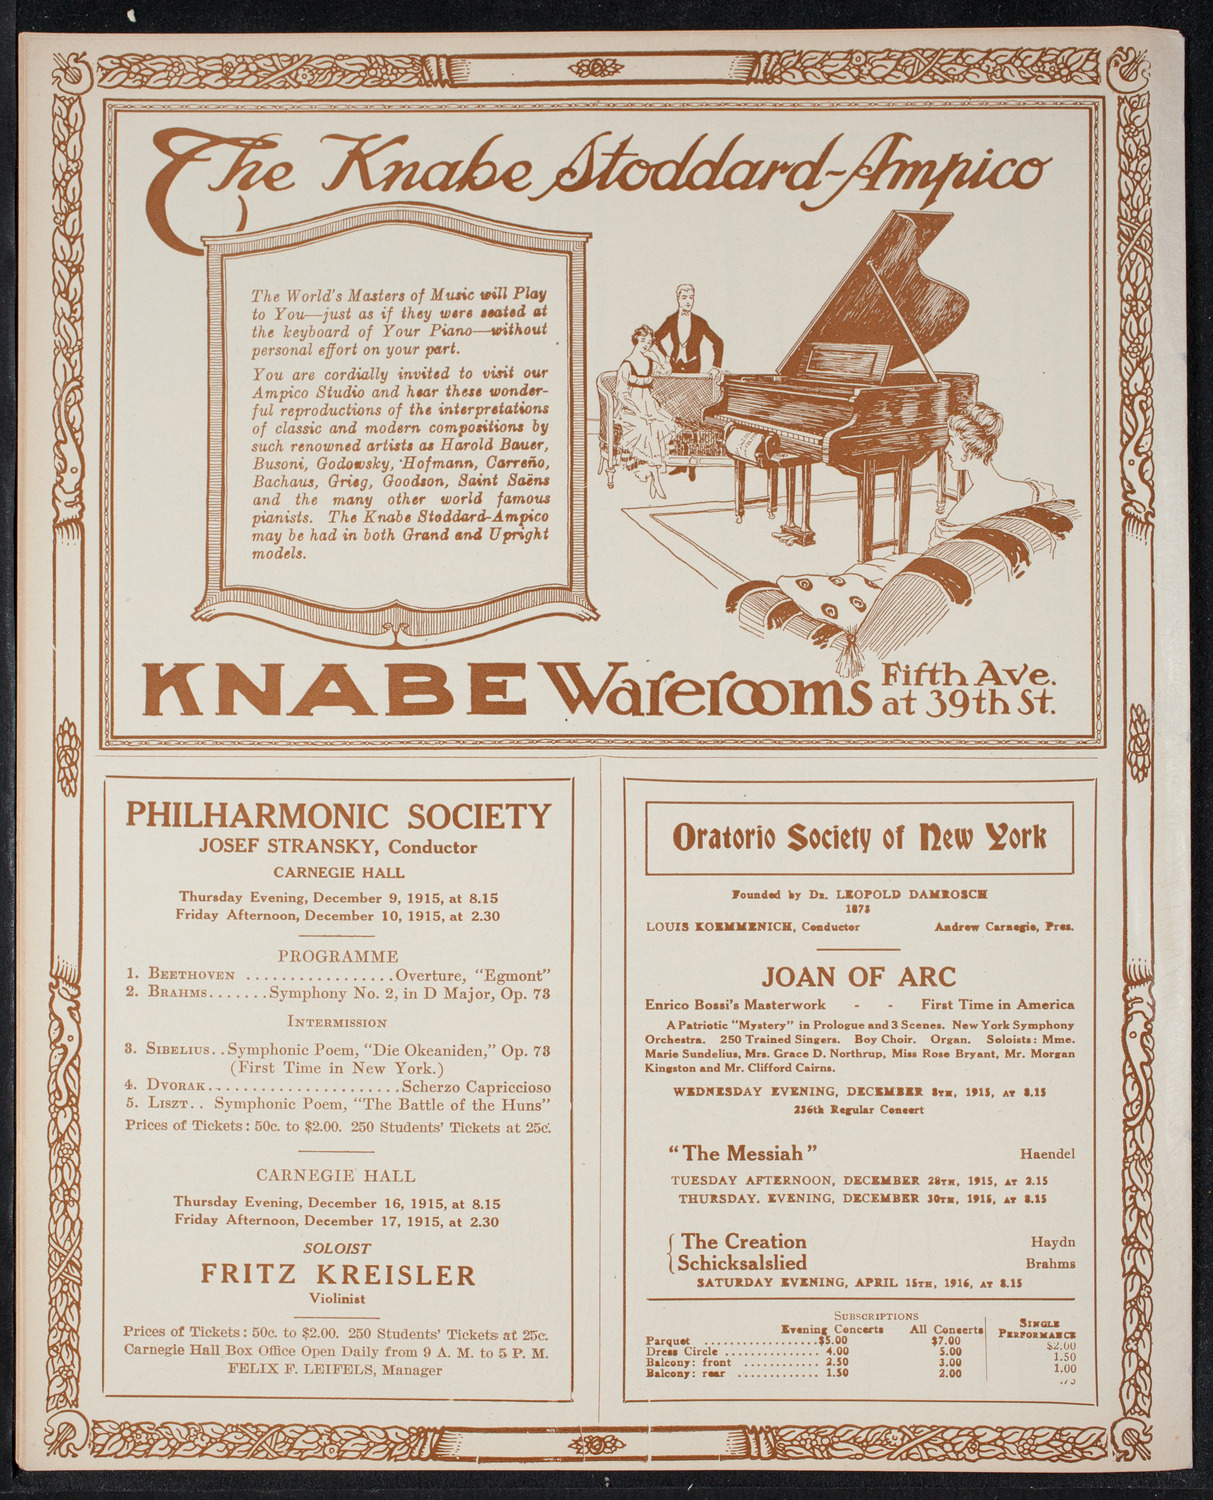 The Knabe Stoddard-Ampico
The World's Masters of Music will Play
to You—just as if they were seated at
the keyboard of Your Piano—without
personal effort on your part.
You are cordially invited to visit our
Ampico Studio and hear these wonder-
ful reproductions of the interpretations
of classic and modern compositions by
such renowned artists as Harold Bauer,
Busoni, Godowsky, Hofmann, Carreño,
Bachaus, Grieg, Goodson, Saint Saëns
and the many other world famous
pianists. The Knabe Stoddard-Ampico
may be had in both Grand and Upright
models.
KNABE Warerooms Fifth Ave.
at 39th St.
PHILHARMONIC SOCIETY
JOSEF STRANSKY, Conductor
CARNEGIE HALL
Thursday Evening, December 9, 1915, at 8.15
Friday Afternoon, December 10, 1915, at 2.30
PROGRAMME
1. BEETHOVEN ................Overture, "Egmont"
2. BRAHMS.......Symphony No. 2, in D Major, Op. 73
INTERMISSION
3. SIBELIUS..Symphonic Poem, "Die Okeaniden," Op. 73
(First Time in New York.)
4. DVORAK......................Scherzo Capriccioso
5. LISZT.. Symphonic Poem, "The Battle of the Huns"
Prices of Tickets: 50c. to $2.00. 250 Students' Tickets at 25c.
CARNEGIE HALL
Thursday Evening, December 16, 1915, at 8.15
Friday Afternoon, December 17, 1915, at 2.30
SOLOIST
FRITZ KREISLER
Violinist
Prices of Tickets: 50c. to $2.00. 250 Students' Tickets at 25c.
Carnegie Hall Box Office Open Daily from 9 A. M. to 5 P. M.
FELIX F. LEIFELS, Manager
Oratorio Society of New York
Founded by DR. LEOPOLD DAMROSCH
1873
LOUIS KOEMMENICH, Conductor Andrew Carnegie, Pres.
JOAN OF ARC
Enrico Bossi's Masterwork - - First Time in America
A Patriotic "Mystery" in Prologue and 3 Scenes. New York Symphony
Orchestra. 250 Trained Singers. Boy Choir. Organ. Soloists: Mme.
Marie Sundelius, Mrs. Grace D. Northrup, Miss Rose Bryant, Mr. Morgan
Kingston and Mr. Clifford Cairns.
WEDNESDAY EVENING, DECEMBER 8TH, 1915, AT 8.15
236th Regular Concert
"The Messiah" Haendel
TUESDAY AFTERNOON, DECEMBER 28TH, 1915, AT 2.15
THURSDAY. EVENING, DECEMBER 30TH, 1915, AT 8.15
The Creation Haydn
Schicksalslied Brahms
SATURDAY EVENING, APRIL 15TH, 1916, AT 8.15
SUBSCRIPTIONS SINGLE
Evening Concerts All Concerts PERFORMANCE
Parquet ................$5.00 $7.00 $2.00
Dress Circle ............... 4.00 5.00 1.50
Balcony: front ............ 2.50 3.00 1.00
Balcony: rear ............. 1.50 2.00